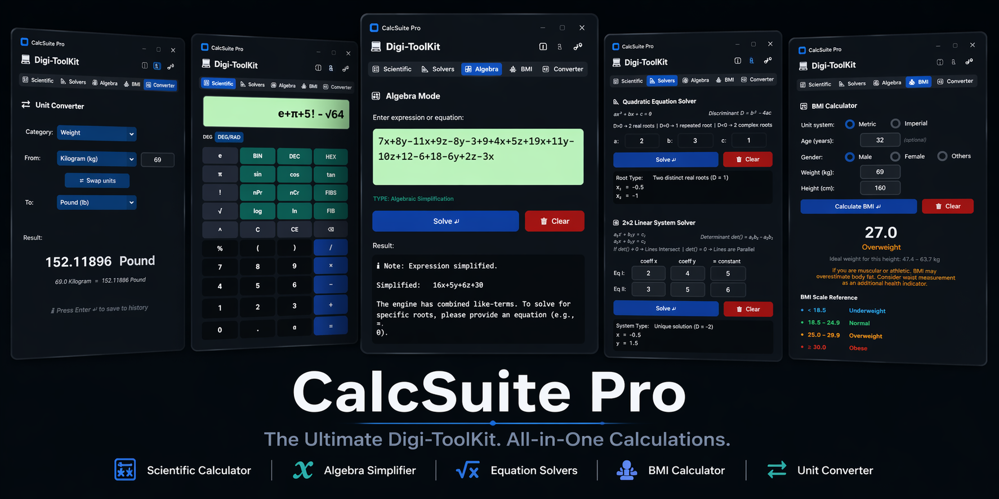 CalcSuite Pro
Digi-ToolKit
Scientific Solvers Algebra BMI Converter
Unit Converter
Category: Weight
From: Kilogram (kg) 69
Swap units
To: Pound (lb)
Result:
152.11896 Pound
69.0 Kilogram = 152.11886 Pound
Press Enter ↵ to save to history
CalcSuite Pro
Digi-ToolKit
Scientific Solvers Algebra BMI Converter
e+π+5! - √64
DEG DEG/RAD
e BIN DEC HEX
π sin cos tan
! nPr nCr FIBS
√ log ln FIB
^ C CE ⌫
% ( ) /
7 8 9 ×
4 5 6 −
1 2 3 +
0 . a =
CalcSuite Pro
Digi-ToolKit
Scientific Solvers Algebra BMI Converter
Algebra Mode
Enter expression or equation:
7x+8y-11x+9z-8y-3+9+4x+5z+19x+11y-
10z+12-6+18-6y+2z-3x
TYPE: Algebraic Simplification
Solve ↵ Clear
Result:
ℹ Note: Expression simplified.
Simplified: 16x+5y+6z+30
The engine has combined like-terms. To solve for
specific roots, please provide an equation (e.g.,
=.
0).
CalcSuite Pro
Digi-ToolKit
Scientific Solvers Algebra BMI Converter
Quadratic Equation Solver
ax³ + bx + c = 0 Discriminant D = b³ - 4ac
D>0 → 2 real roots | D=0 → 1 repeated root | D<0 → 2 complex roots
a: 2 b: 3 c: 1
Solve ↵ Clear
Root Type: Two distinct real roots (D = 1)
x₁ = -0.5
x₂ = -1
Linear System Solver
If det() ÷ 0 → Lines Intersect | det() = 0 → Lines are Parallel
coeff x coeff y = constant
Eq I: 2 4 5
Eq II: 3 5 6
Solve ↵ Clear
System Type: Unique solution (D = -2)
x = -0.5
y = 1.5
CalcSuite Pro
Digi-ToolKit
Scientific Solvers Algebra BMI Converter
BMI Calculator
Unit system: Metric Imperial
Age (years): 32 (optional)
Gender: Male Female Others
Weight (kg): 69
Height (cm): 160
Calculate BMI ↵ Clear
27.0
Overweight
Ideal weight for this height: 47.4 – 63.7 kg
If you are muscular or athletic, BMI may
overestimate body fat. Consider waist measurement
as an additional health indicator.
BMI Scale Reference
• < 18.5 Underweight
• 18.5 – 24.9 Normal
• 25.0 – 29.9 Overweight
• ≥ 30.0 Obese
CalcSuite Pro
The Ultimate Digi-ToolKit. All-in-One Calculations.
Scientific Calculator | Algebra Simplifier | Equation Solvers | BMI Calculator | Unit Converter